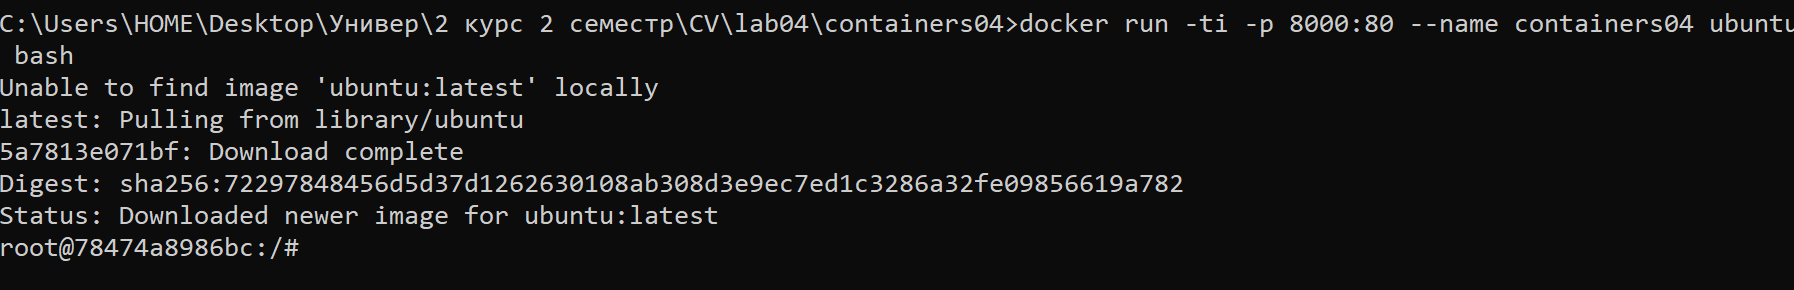 C:\Users\HOME\Desktop\Универ\2 курс 2 семестр\CV\lab04\containers04>docker run -ti -p 8000:80 --name containers04 ubuntu
bash
Unable to find image 'ubuntu:latest' locally
latest: Pulling from library/ubuntu
5a7813e071bf: Download complete
Digest: sha256:72297848456d5d37d1262630108ab308d3e9ec7ed1c3286a32fe09856619a782
Status: Downloaded newer image for ubuntu:latest
root@78474a8986bc:/#